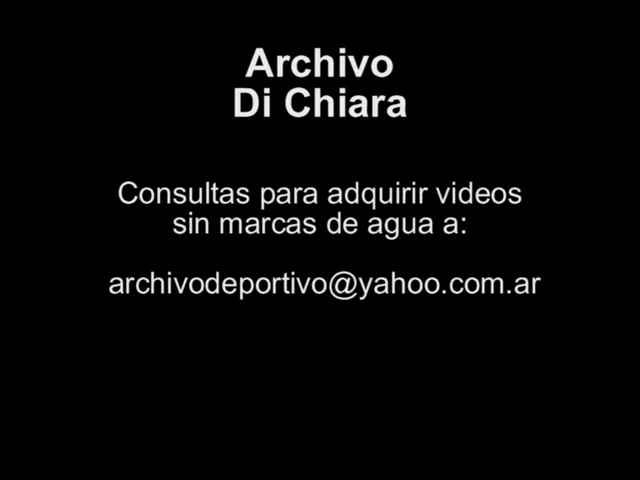 Archivo
Di Chiara
Consultas para adquirir videos
sin marcas de agua a:
archivodeportivo@yahoo.com.ar